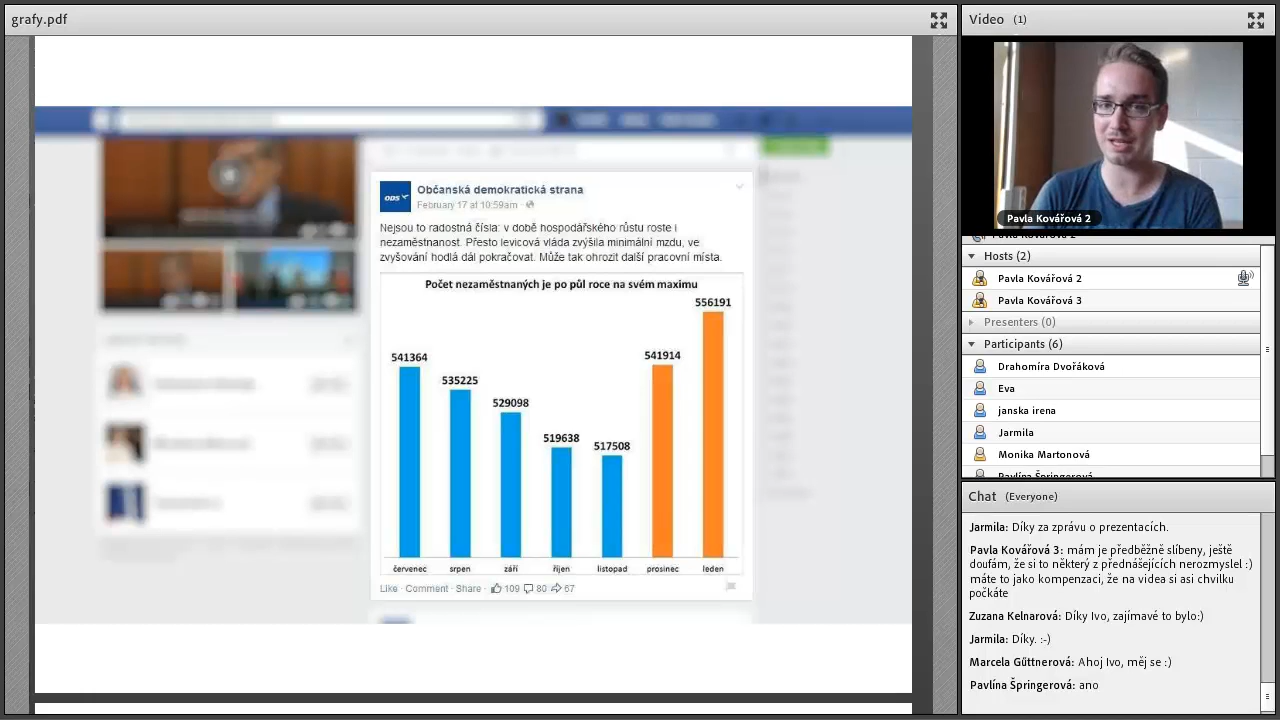 grafy.pdf
ODS
Občanská demokratická strana
February 17 at 10:59am ·
Nejsou to radostná čísla: v době hospodářského růstu roste i
nezaměstnanost. Přesto levicová vláda zvýšila minimální mzdu, ve
zvyšování hodlá dál pokračovat. Může tak ohrozit další pracovní místa.
Počet nezaměstnaných je po půl roce na svém maximu
541364
535225
529098
519638
517508
541914
556191
červenec
srpen
září
říjen
listopad
prosinec
leden
Like · Comment · Share · 109 80 67
Video (1)
Pavla Kovářová 2
Pavla Kovářová 2
Hosts (2)
Pavla Kovářová 2
Pavla Kovářová 3
Presenters (0)
Participants (6)
Drahomíra Dvořáková
Eva
janska irena
Jarmila
Monika Martonová
Pavlína Špringerová
Chat (Everyone)
Jarmila: Díky za zprávu o prezentacích.
Pavla Kovářová 3: mám je předběžně slíbeny, ještě
doufám, že si to některý z přednášejících nerozmyslel :)
máte to jako kompenzaci, že na videa si asi chvilku
počkáte
Zuzana Kelnarová: Díky Ivo, zajímavé to bylo:)
Jarmila: Díky. :-)
Marcela Gűttnerová: Ahoj Ivo, měj se :)
Pavlína Špringerová: ano